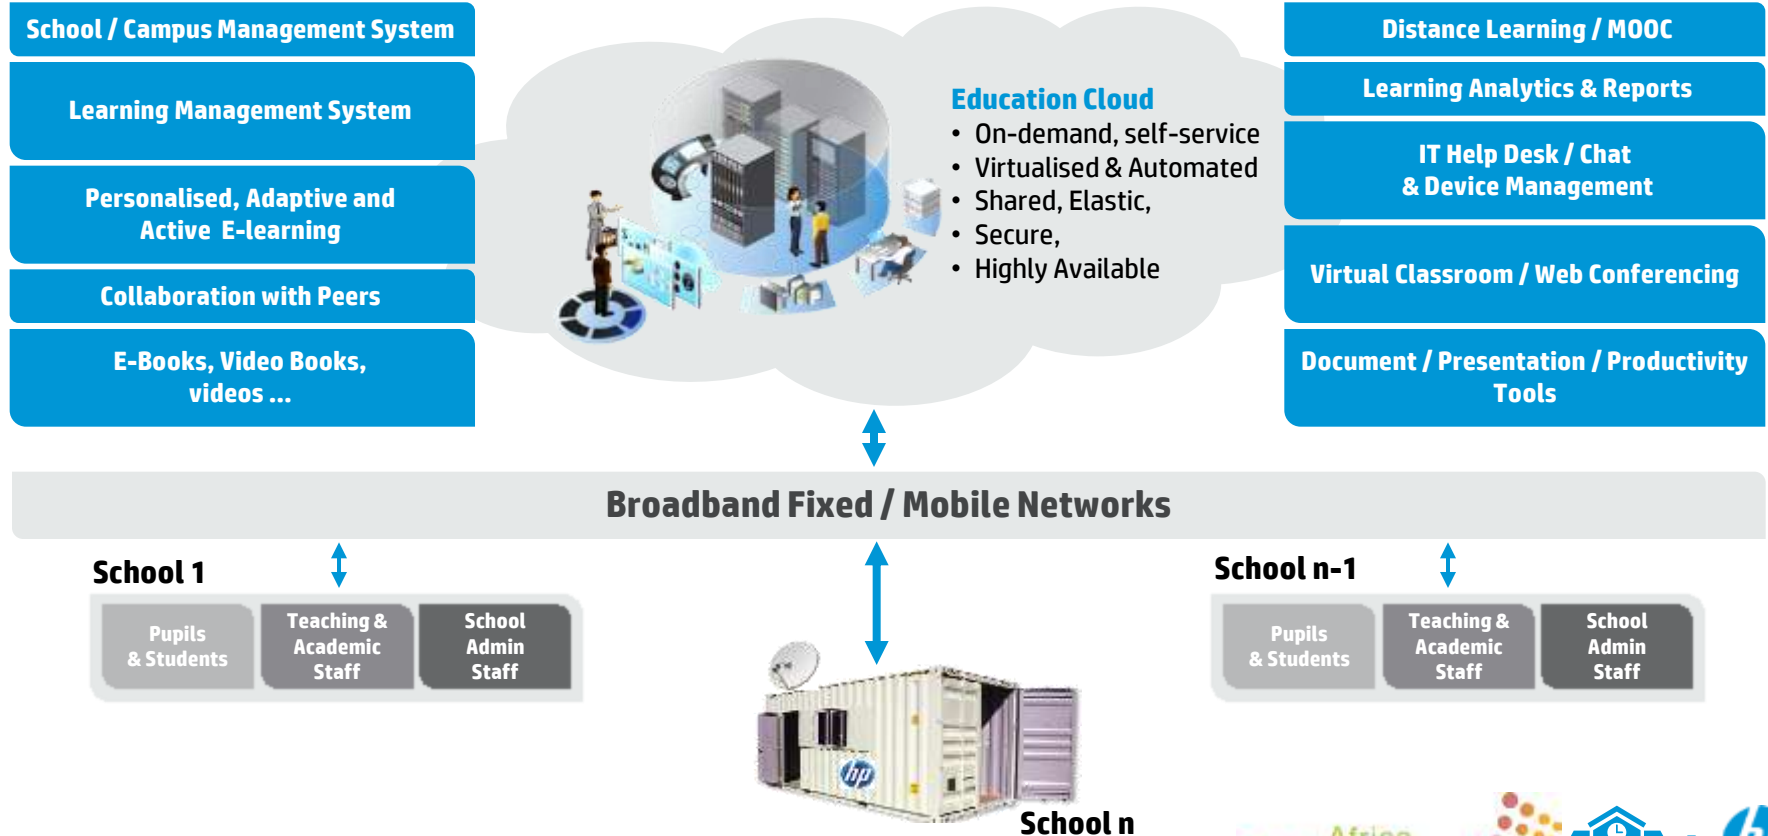 School / Campus Management System
Learning Management System
Personalised, Adaptive and
Active E-learning
Collaboration with Peers
E-Books, Video Books,
videos ...
Education Cloud
• On-demand, self-service
• Virtualised & Automated
• Shared, Elastic,
• Secure,
• Highly Available
Distance Learning / MOOC
Learning Analytics & Reports
IT Help Desk / Chat
& Device Management
Virtual Classroom / Web Conferencing
Document / Presentation / Productivity
Tools
Broadband Fixed / Mobile Networks
School 1
Pupils
& Students
Teaching &
Academic
Staff
School
Admin
Staff
hp
School n
School n-1
Pupils
& Students
Teaching &
Academic
Staff
School
Admin
Staff
Africa